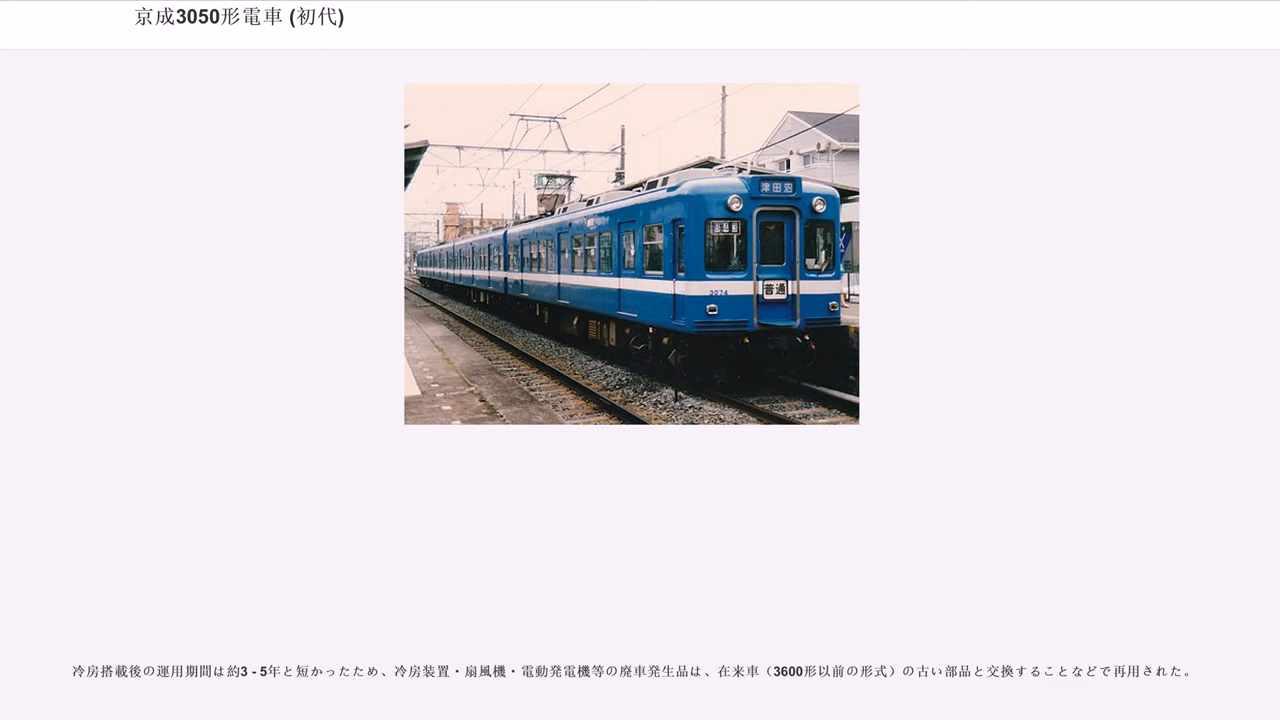 京成3050形電車 (初代)
津田沼
普通
冷房搭載後の運用期間は約3 - 5年と短かったため、冷房装置・扇風機・電動発電機等の廃車発生品は、在来車（3600形以前の形式）の古い部品と交換することなどで再用された。